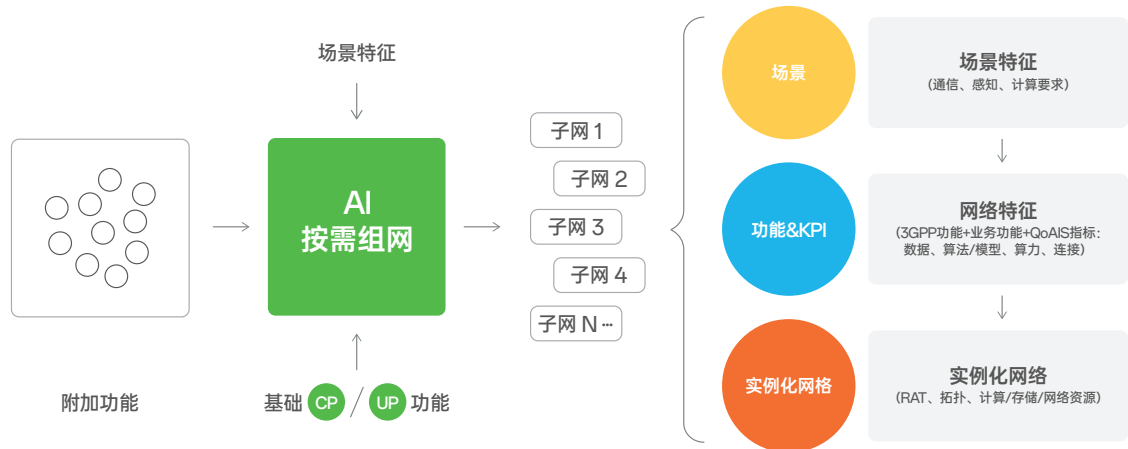 场景特征
AI
按需组网
附加功能
基础 CP / UP 功能
子网 1
子网 2
子网 3
子网 4
子网 N ···
场景
场景特征
(通信、感知、计算要求)
功能&KPI
网络特征
(3GPP功能+业务功能+QoAIS指标:
数据、算法/模型、算力、连接)
实例化网格
实例化网络
(RAT、拓扑、计算/存储/网络资源)